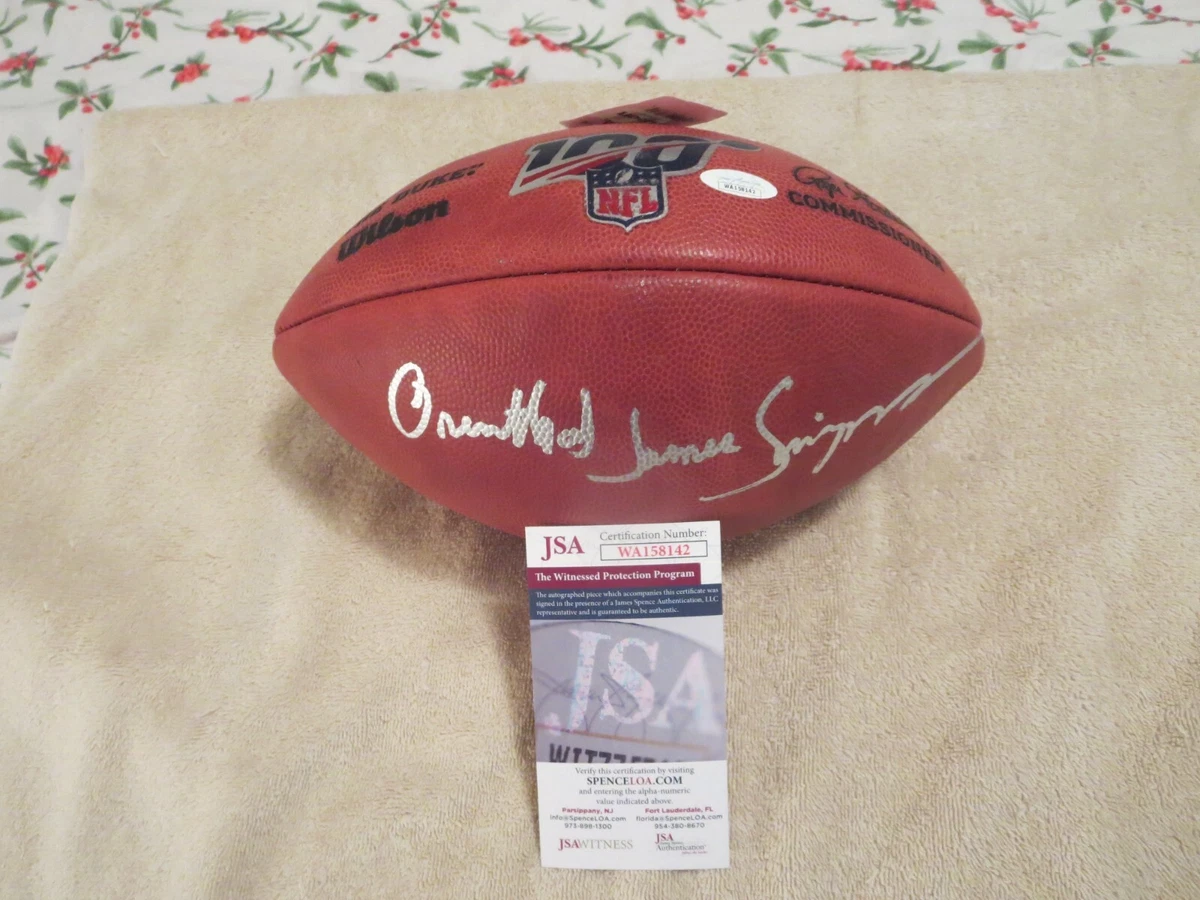 DUKE:
Wilson
100
NFL
WA158142
COMMISSIONER
Orenthal James Simpson
JSA
Certification Number:
WA158142
The Witnessed Protection Program
The autographed piece which accompanies this certificate was
signed in the presence of a James Spence Authentication, LLC
representative and is guaranteed to be authentic.
JSA
Verify this certification by visiting
SPENCELOA.COM
and entering the alpha-numeric
value indicated above.
Parsippany, NJ
info@SpenceLOA.com
973-898-1300
Fort Lauderdale, FL
florida@SpenceLOA.com
954-380-8670
JSAWITNESS
JSA
Authentication